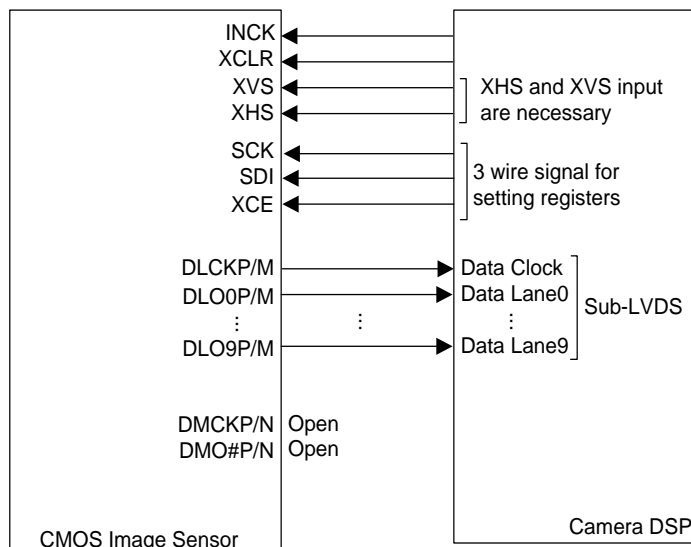 INCK
XCLR
XVS
XHS
XHS and XVS input
are necessary
SCK
SDI
XCE
3 wire signal for
setting registers
DLCKP/M
Data Clock
DLO0P/M
Data Lane0
...
...
...
Sub-LVDS
DLO9P/M
Data Lane9
DMCKP/N Open
DMO#P/N Open
CMOS Image Sensor
Camera DSP